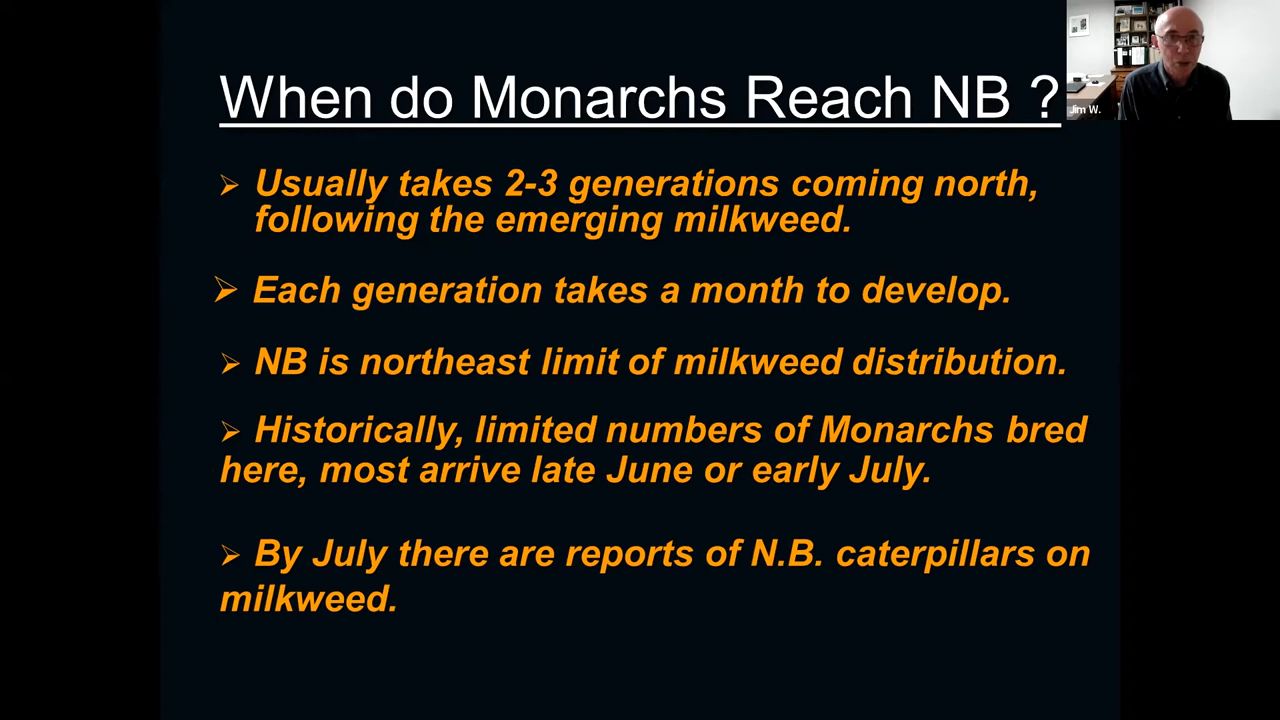 When do Monarchs Reach NB ?
Jim W.
Usually takes 2-3 generations coming north,
following the emerging milkweed.
Each generation takes a month to develop.
NB is northeast limit of milkweed distribution.
Historically, limited numbers of Monarchs bred
here, most arrive late June or early July.
By July there are reports of N.B. caterpillars on
milkweed.